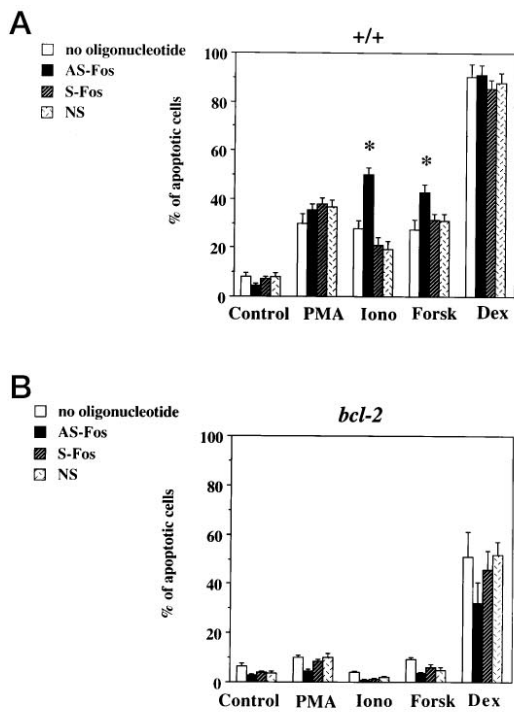 A
+/+
no oligonucleotide
AS-Fos
S-Fos
NS
% of apoptotic cells
100
80
60
40
20
0
*
*
Control PMA Iono Forsk Dex
B
bcl-2
no oligonucleotide
AS-Fos
S-Fos
NS
% of apoptotic cells
100
80
60
40
20
0
Control PMA Iono Forsk Dex